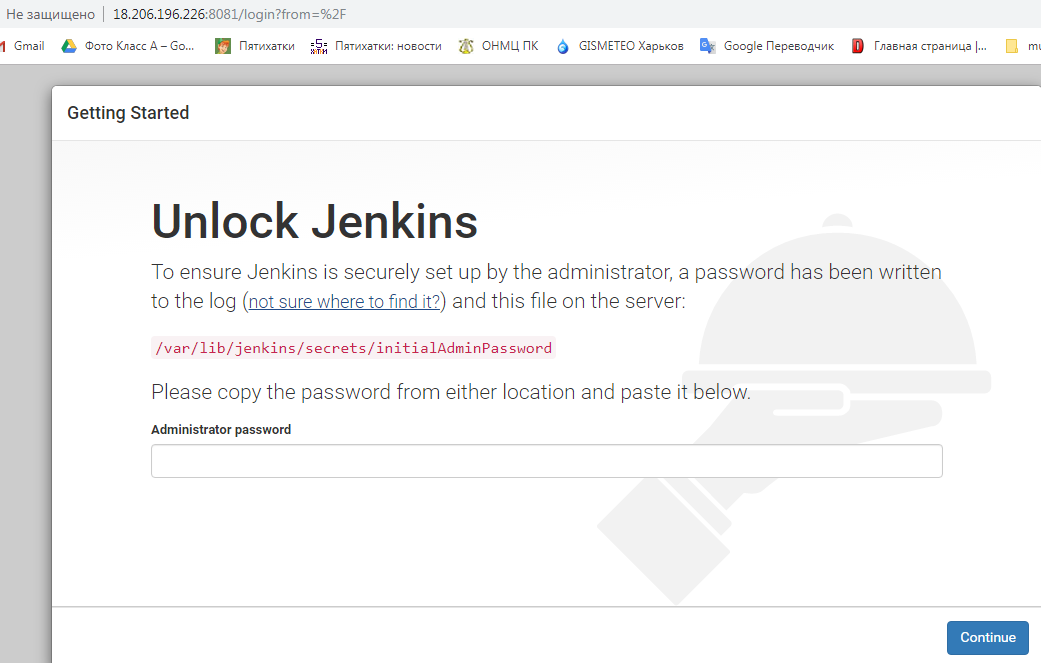 Не защищено 18.206.196.226:8081/login?from=%2F
Gmail Фото Класс А – Go... Пятихатки -5- ХТПМ Пятихатки: новости ОНМЦ ПК GISMETEO Харьков Google Переводчик D Главная страница |... mu
Getting Started
Unlock Jenkins
To ensure Jenkins is securely set up by the administrator, a password has been written
to the log (not sure where to find it?) and this file on the server:
/var/lib/jenkins/secrets/initialAdminPassword
Please copy the password from either location and paste it below.
Administrator password
Continue